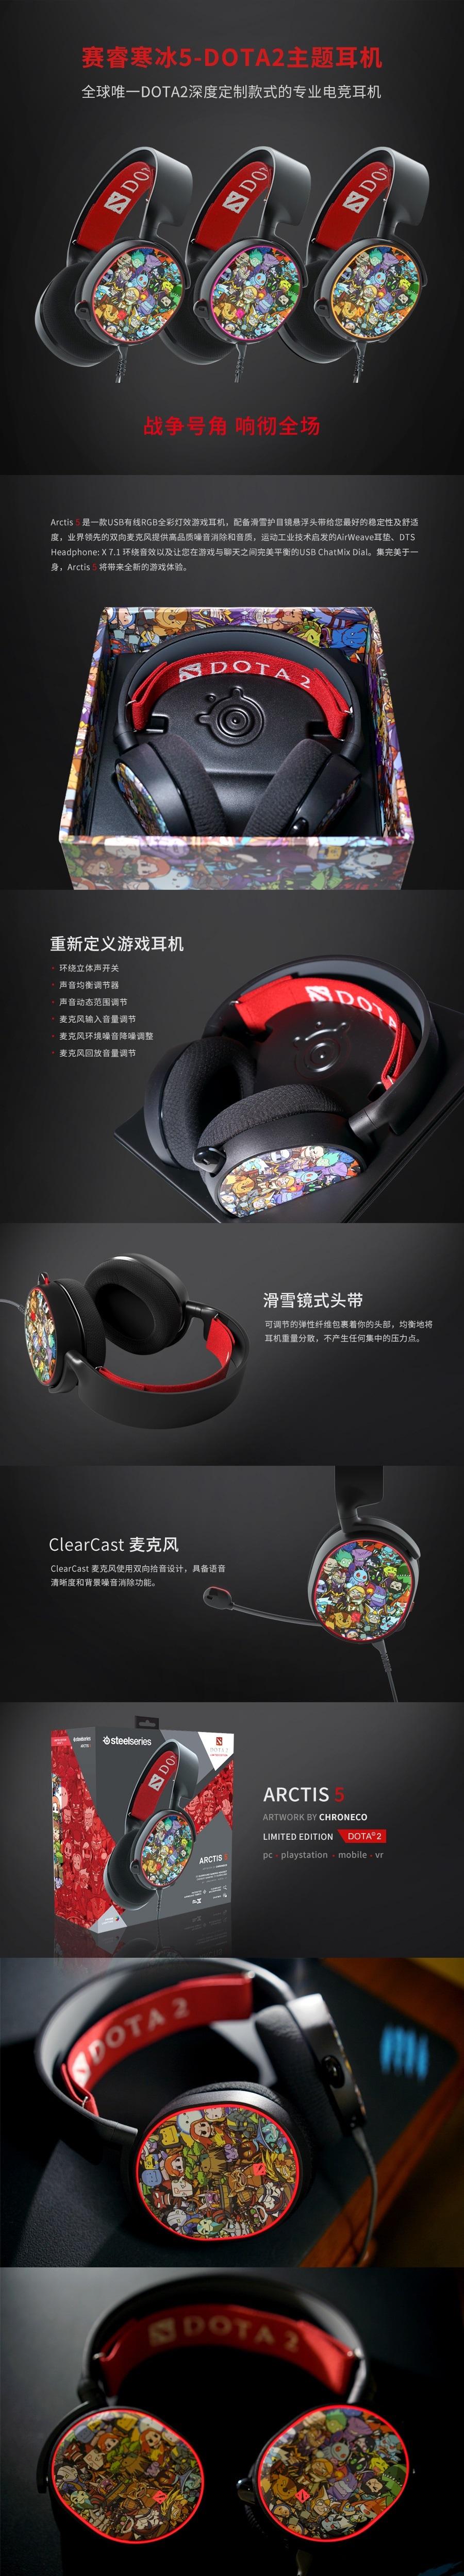 赛睿寒冰5-DOTA2主题耳机
全球唯一DOTA2深度定制款式的专业电竞耳机
DO
DO
DO
战争号角 响彻全场
Arctis 5 是一款USB有线RGB全彩灯效游戏耳机，配备滑雪护目镜悬浮头带给您最好的稳定性及舒适
度，业界领先的双向麦克风提供高品质噪音消除和音质，运动工业技术启发的AirWeave耳垫、DTS
Headphone: X 7.1 环绕音效以及让您在游戏与聊天之间完美平衡的USB ChatMix Dial。集完美于一
身，Arctis 5 将带来全新的游戏体验。
DOTA 2
重新定义游戏耳机
· 环绕立体声开关
· 声音均衡调节器
· 声音动态范围调节
· 麦克风输入音量调节
· 麦克风环境噪音降噪调整
· 麦克风回放音量调节
DOTA
滑雪镜式头带
可调节的弹性纤维包裹着你的头部，均衡地将
耳机重量分散，不产生任何集中的压力点。
ClearCast 麦克风
ClearCast 麦克风使用双向拾音设计，具备语音
清晰度和背景噪音消除功能。
steelseries
steelseries
ARCTIS
DOTA 2
DO
ARCTIS 5
ARCTIS 5
ARTWORK BY CHRONECO
LIMITED EDITION DOTA 2
pc · playstation · mobile · vr
DOTA 2
DOTA 2